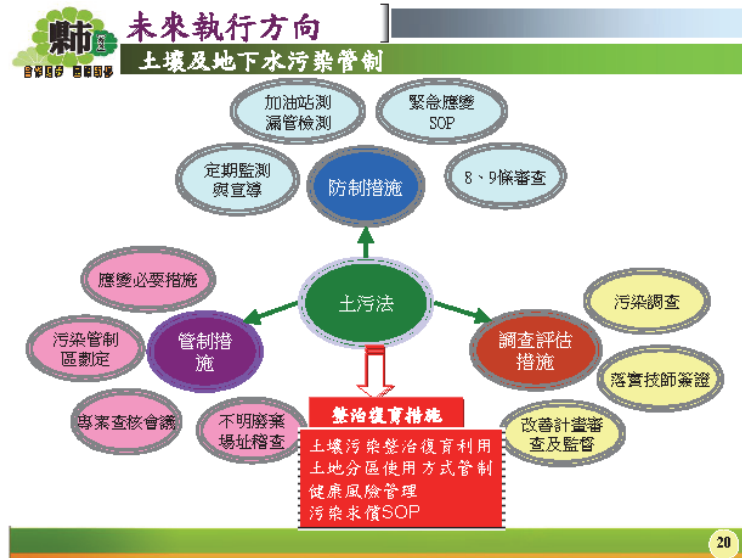 縣市
未來執行方向
土壤及地下水污染管制
加油站測
漏管檢測
緊急應變
SOP
定期監測
與宣導
防制措施
8、9條審查
應變必要措施
土污法
污染調查
污染管制
區劃定
管制措
施
調查評估
措施
落實技師簽證
專案查核會議
不明廢棄
場址稽查
整治復育措施
改善計畫審
查及監督
土壤污染整治復育利用
土地分區使用方式管制
健康風險管理
污染求償SOP
20